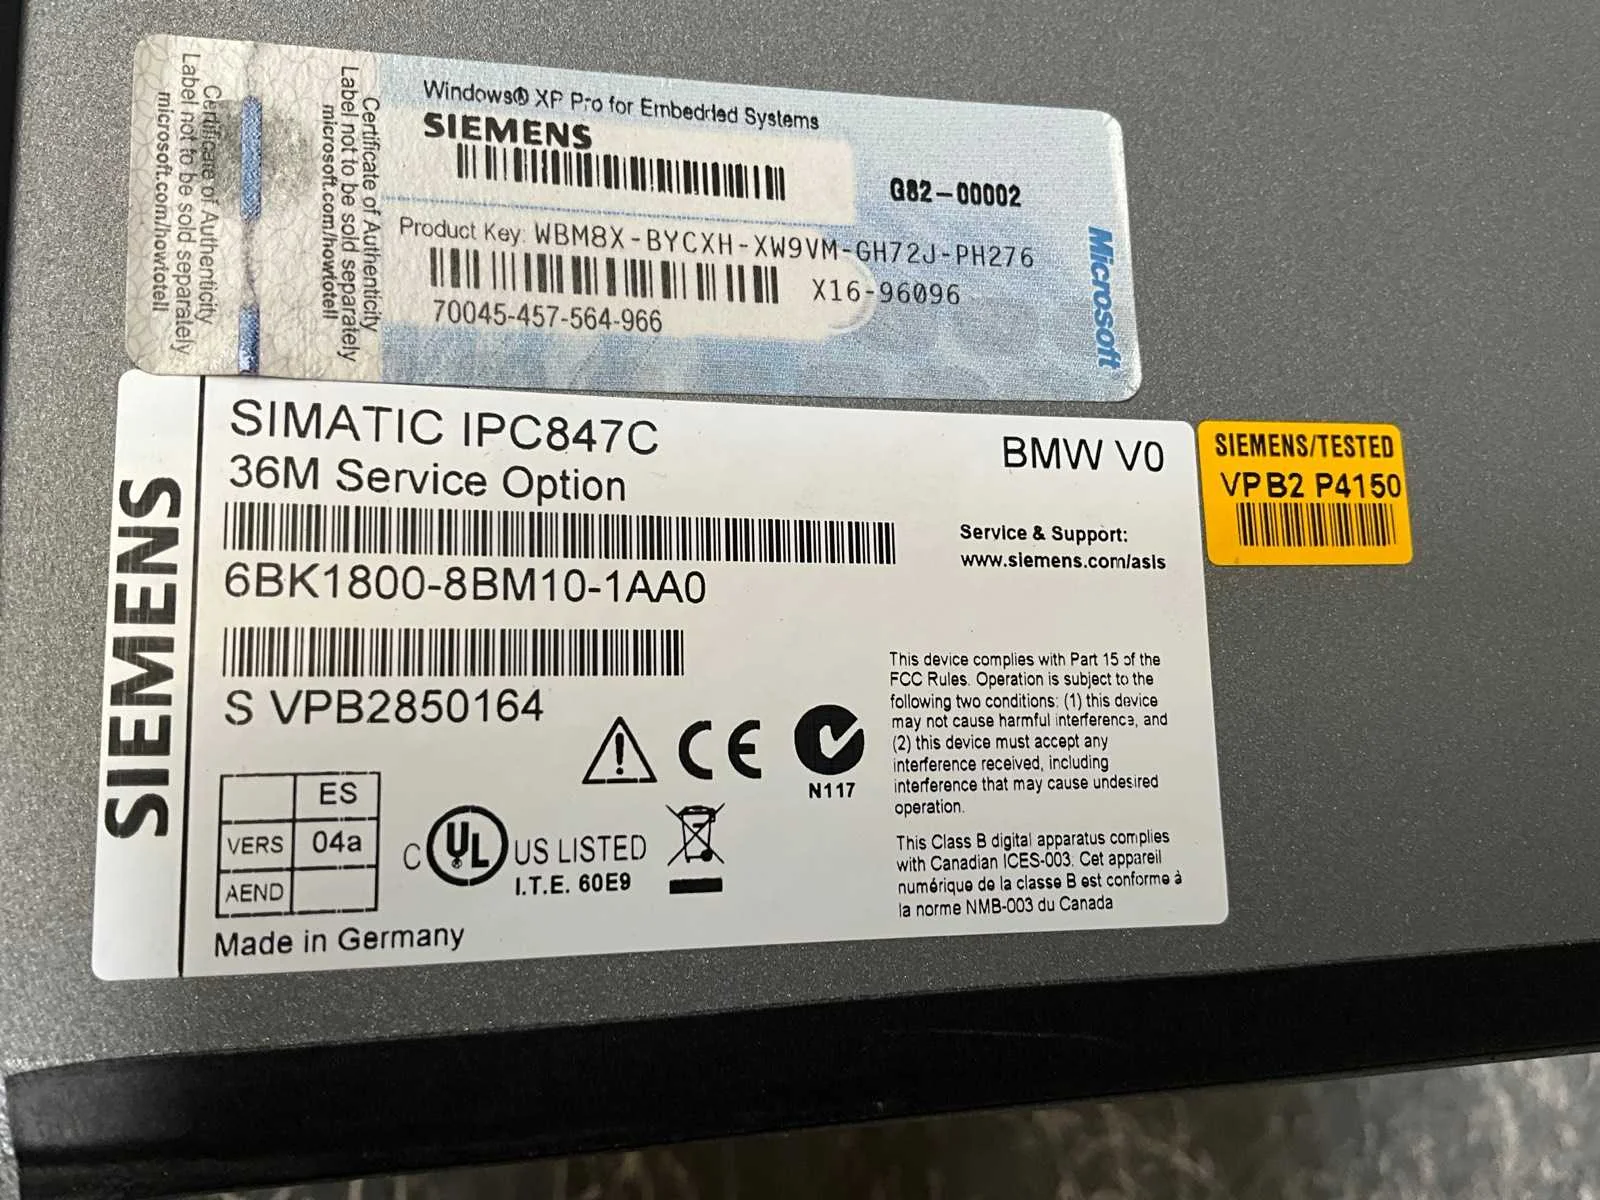 Certificate of Authenticity
Label not to be sold separately
microsoft.com/howtotell
Certificate of Authenticity
Label not to be sold separately
microsoft.com/howtotell
Windows® XP Pro for Embedded Systems
SIEMENS
G82-00002
Product Key: WBM8X-BYCXH-XW9VM-GH72J-PH276
X16-96096
70045-457-564-966
Microsoft
SIEMENS
SIMATIC IPC847C
BMW V0
36M Service Option
Service & Support:
www.siemens.com/asis
6BK1800-8BM10-1AA0
S VPB2850164
N117
ES
VERS 04a
AEND
C UL® US LISTED
I.T.E. 60E9
Made in Germany
This device complies with Part 15 of the
FCC Rules. Operation is subject to the
following two conditions: (1) this device
may not cause harmful interference, and
(2) this device must accept any
interference received, including
interference that may cause undesired
operation.
This Class B digital apparatus complies
with Canadian ICES-003. Cet appareil
numérique de la classe B est conforme à
la norme NMB-003 du Canada
SIEMENS/TESTED
VPB2 P4150